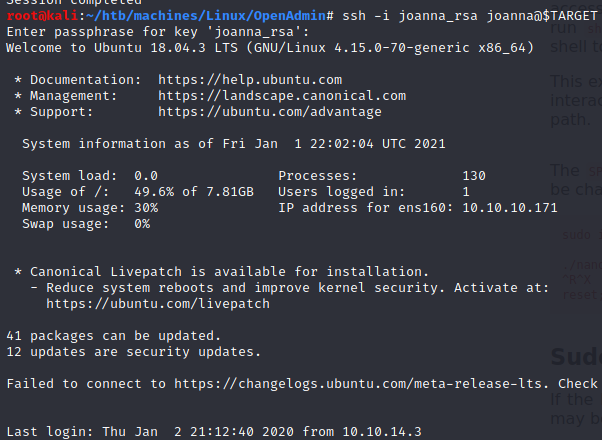 Session completed
root@kali:~/htb/machines/Linux/OpenAdmin# ssh -i joanna_rsa joanna@$TARGET
Enter passphrase for key 'joanna_rsa':
Welcome to Ubuntu 18.04.3 LTS (GNU/Linux 4.15.0-70-generic x86_64)
* Documentation: https://help.ubuntu.com
* Management: https://landscape.canonical.com
* Support: https://ubuntu.com/advantage
System information as of Fri Jan 1 22:02:04 UTC 2021
System load: 0.0 Processes: 130
Usage of /: 49.6% of 7.81GB Users logged in: 1
Memory usage: 30% IP address for ens160: 10.10.10.171
Swap usage: 0%
* Canonical Livepatch is available for installation.
- Reduce system reboots and improve kernel security. Activate at:
https://ubuntu.com/livepatch
41 packages can be updated.
12 updates are security updates.
Failed to connect to https://changelogs.ubuntu.com/meta-release-lts. Check
Last login: Thu Jan 2 21:12:40 2020 from 10.10.14.3
run
shell to
This ex
interac
path.
The
be cha
sudo
reset
Sudo
If the
may be